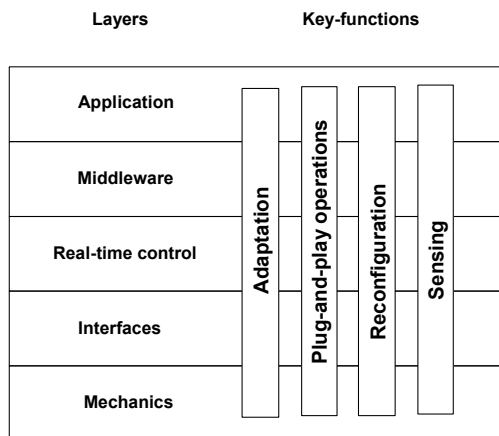 Layers
Key-functions
Application
Middleware
Real-time control
Interfaces
Mechanics
Adaptation
Plug-and-play operations
Reconfiguration
Sensing